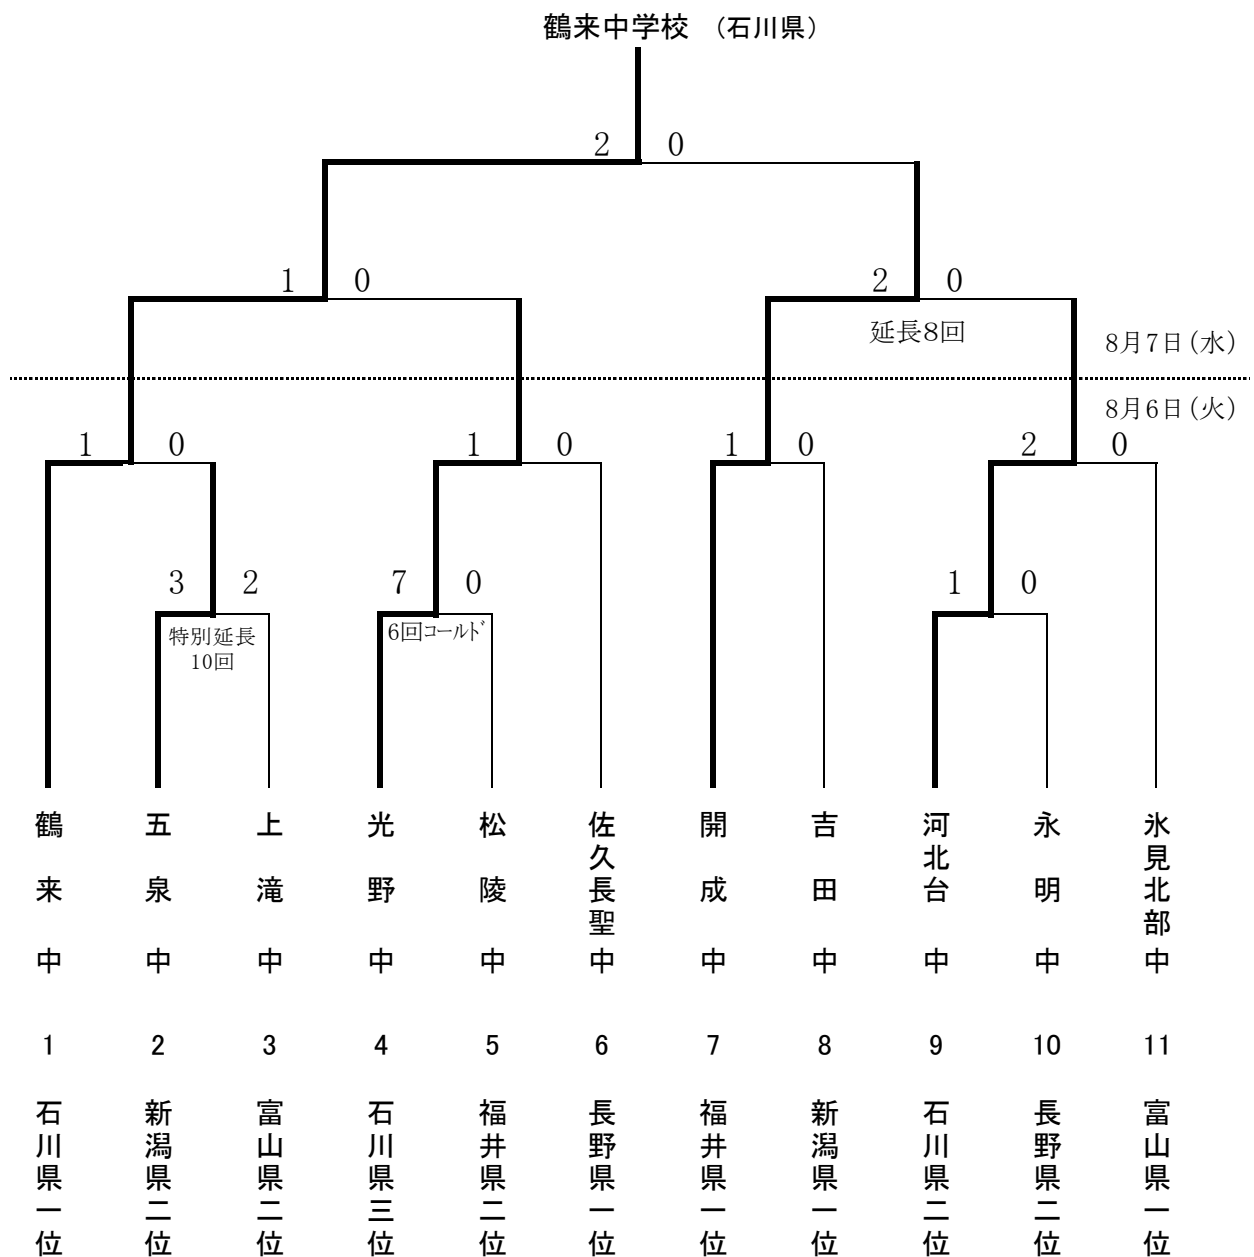 鶴来中学校 （石川県）
2 0
1 0
2 0
延長8回
8月7日(水)
8月6日(火)
1 0
1 0
1 0
2 0
3 2
特別延長
10回
7 0
6回ｺｰﾙﾄﾞ
1 0
鶴来中
五泉中
上滝中
光野中
松陵中
佐久長聖中
開成中
吉田中
河北台中
永明中
氷見北部中
1 2 3 4 5 6 7 8 9 10 11
石川県一位
新潟県二位
富山県二位
石川県三位
福井県二位
長野県一位
福井県一位
新潟県一位
石川県二位
長野県二位
富山県一位